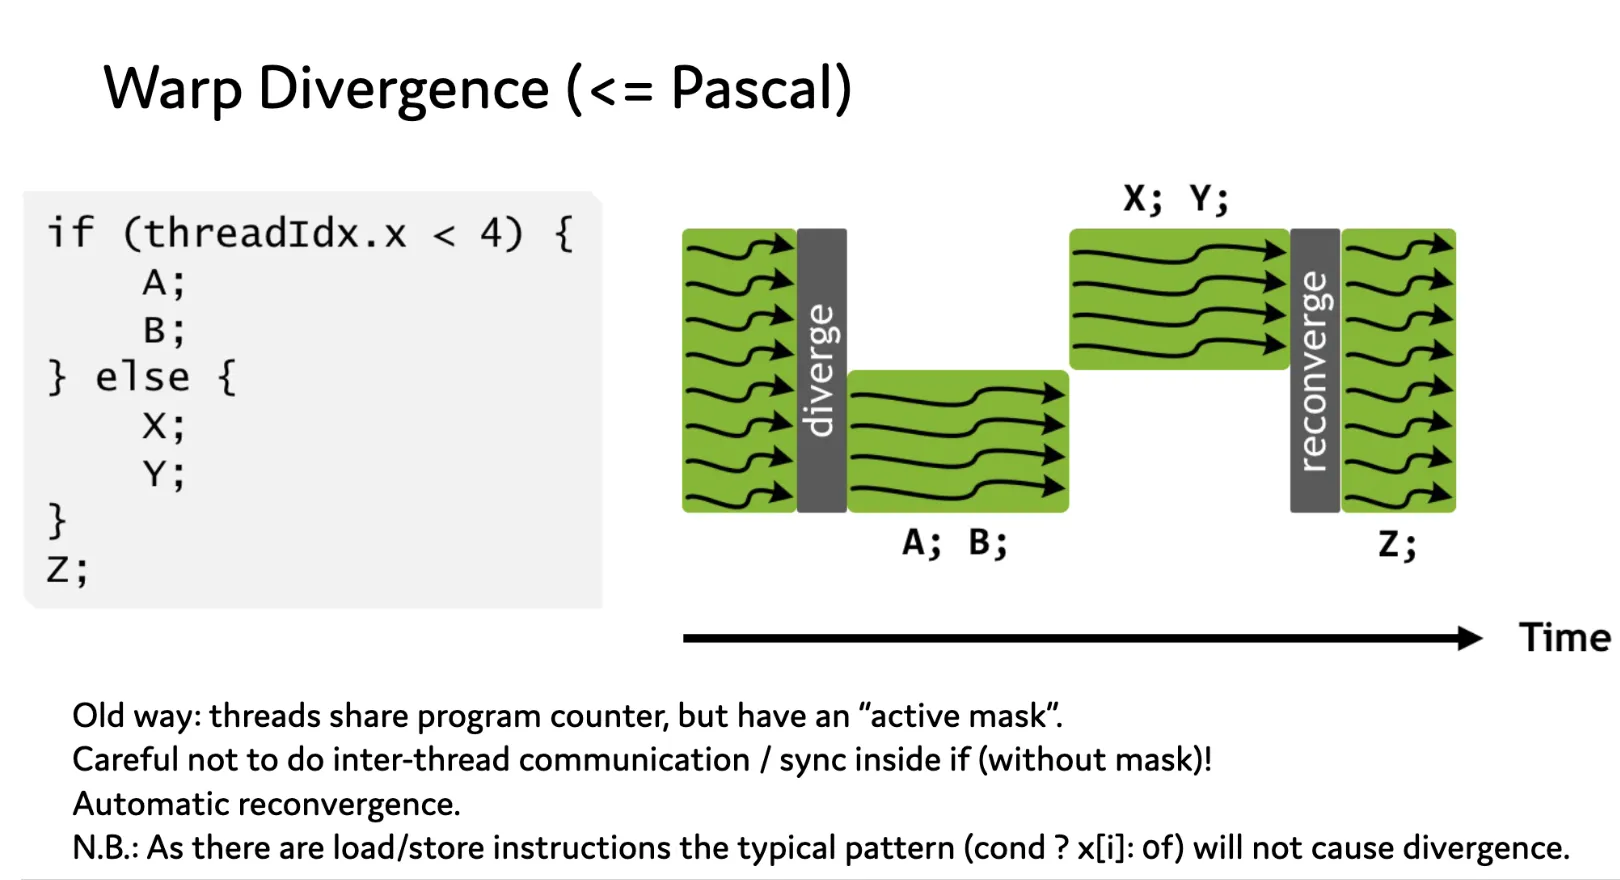 Warp Divergence (<= Pascal)
if (threadIdx.x < 4) {
A;
B;
} else {
X;
Y;
}
Z;
X; Y;
diverge
reconverge
A; B;
Z;
Time
Old way: threads share program counter, but have an “active mask”.
Careful not to do inter-thread communication / sync inside if (without mask)!
Automatic reconvergence.
N.B.: As there are load/store instructions the typical pattern (cond ? x[i]: 0f) will not cause divergence.